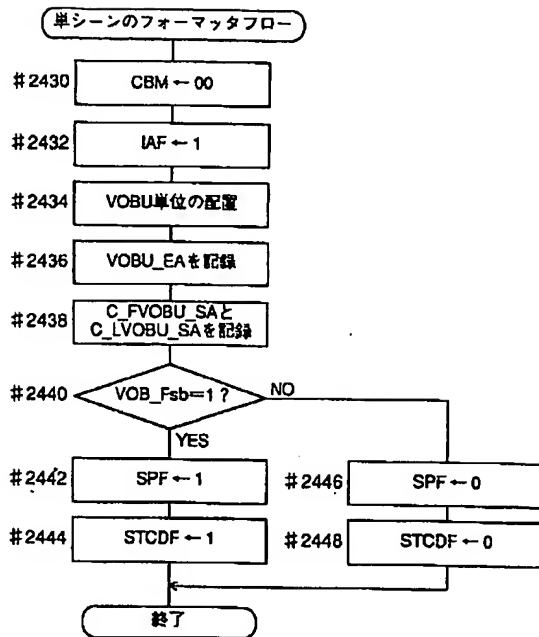 単シーンのフォーマッタフロー
#2430
CBM ← 00
#2432
IAF ← 1
#2434
VOBU単位の配置
#2436
VOBU_EAを記録
#2438
C_FVOBU_SAと
C_LVOBU_SAを記録
#2440
VOB_Fsb=1?
NO
YES
#2442
SPF ← 1
#2446
SPF ← 0
#2444
STCDF ← 1
#2448
STCDF ← 0
終了